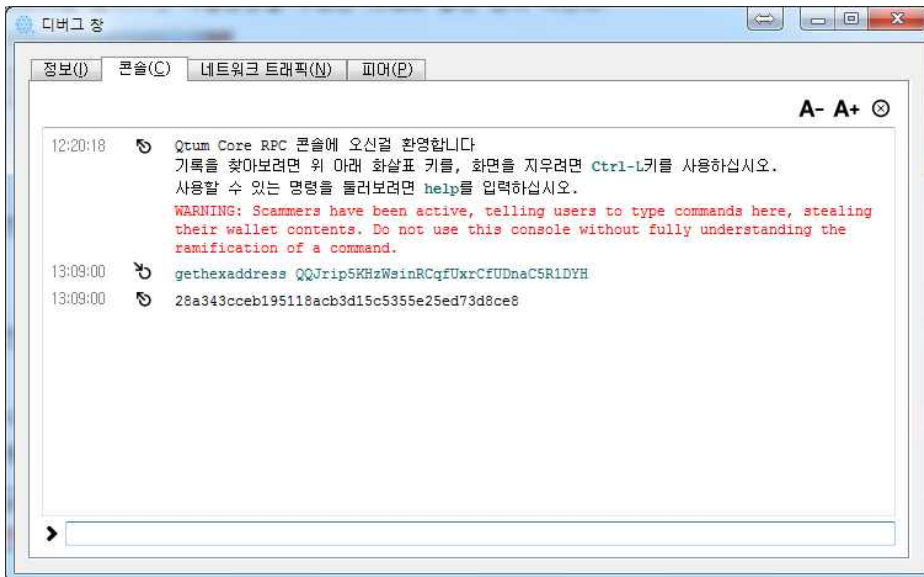 디버그 창
정보(I) 콘솔(C) 네트워크 트래픽(N) 피어(P)
A- A+
12:20:18 Qtum Core RPC 콘솔에 오신걸 환영합니다
기록을 찾아보려면 위 아래 화살표 키를, 화면을 지우려면 Ctrl-L키를 사용하십시오.
사용할 수 있는 명령을 둘러보려면 help를 입력하십시오.
WARNING: Scammers have been active, telling users to type commands here, stealing
their wallet contents. Do not use this console without fully understanding the
ramification of a command.
13:09:00 gethexaddress QQJrip5KHzWsinRCqfUxrCfUDnaC5R1DYH
13:09:00 28a343cceb195118acb3d15c5355e25ed73d8ce8